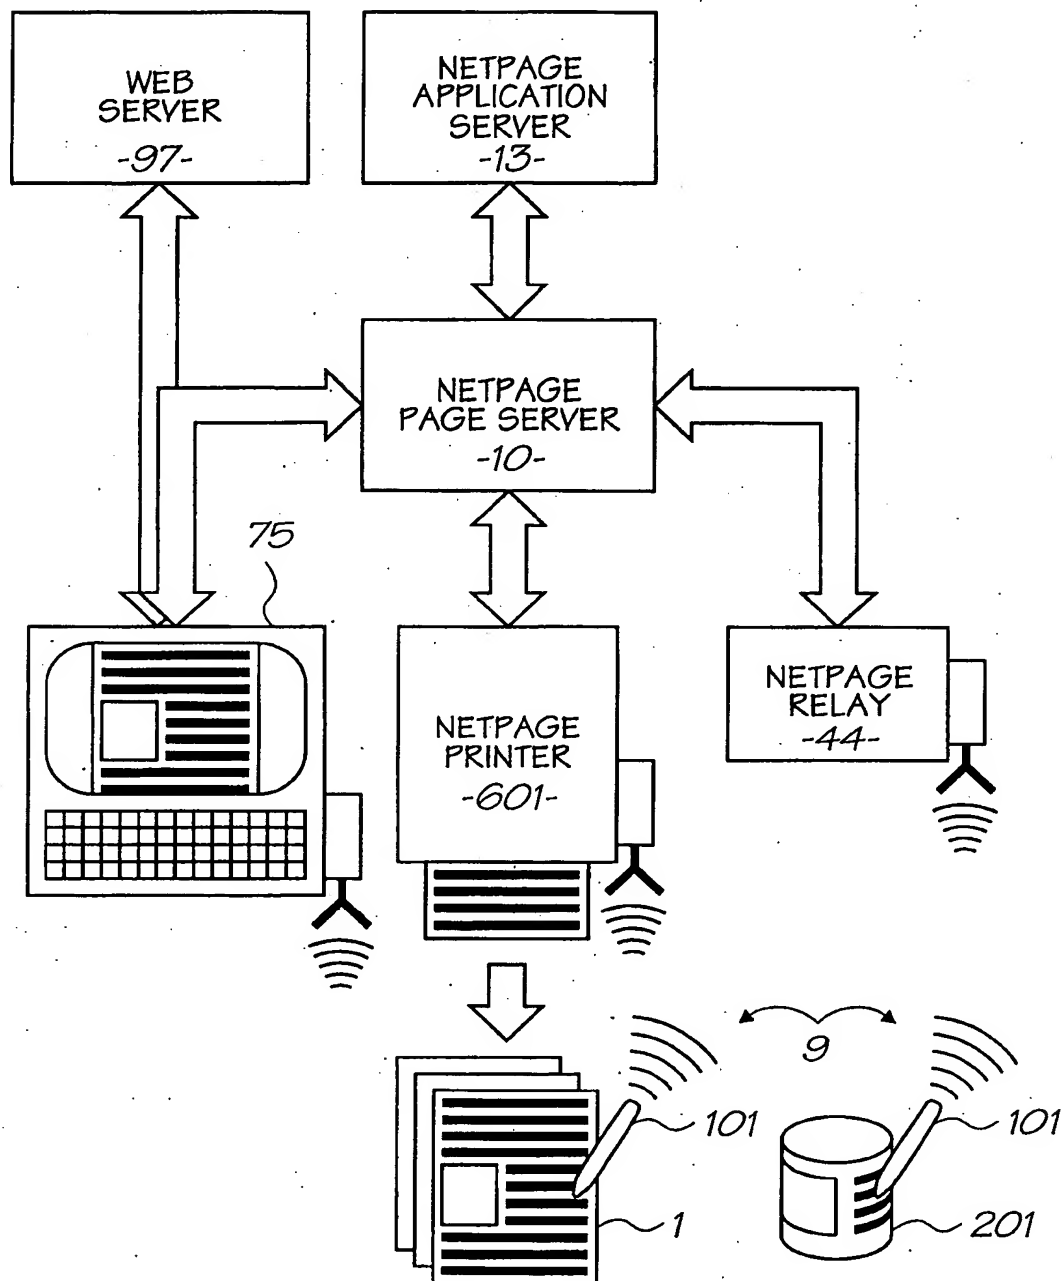 WEB
SERVER
-97-
NETPAGE
APPLICATION
SERVER
-13-
NETPAGE
PAGE SERVER
-10-
75
NETPAGE
PRINTER
-601-
NETPAGE
RELAY
-44-
9
101
101
1
201